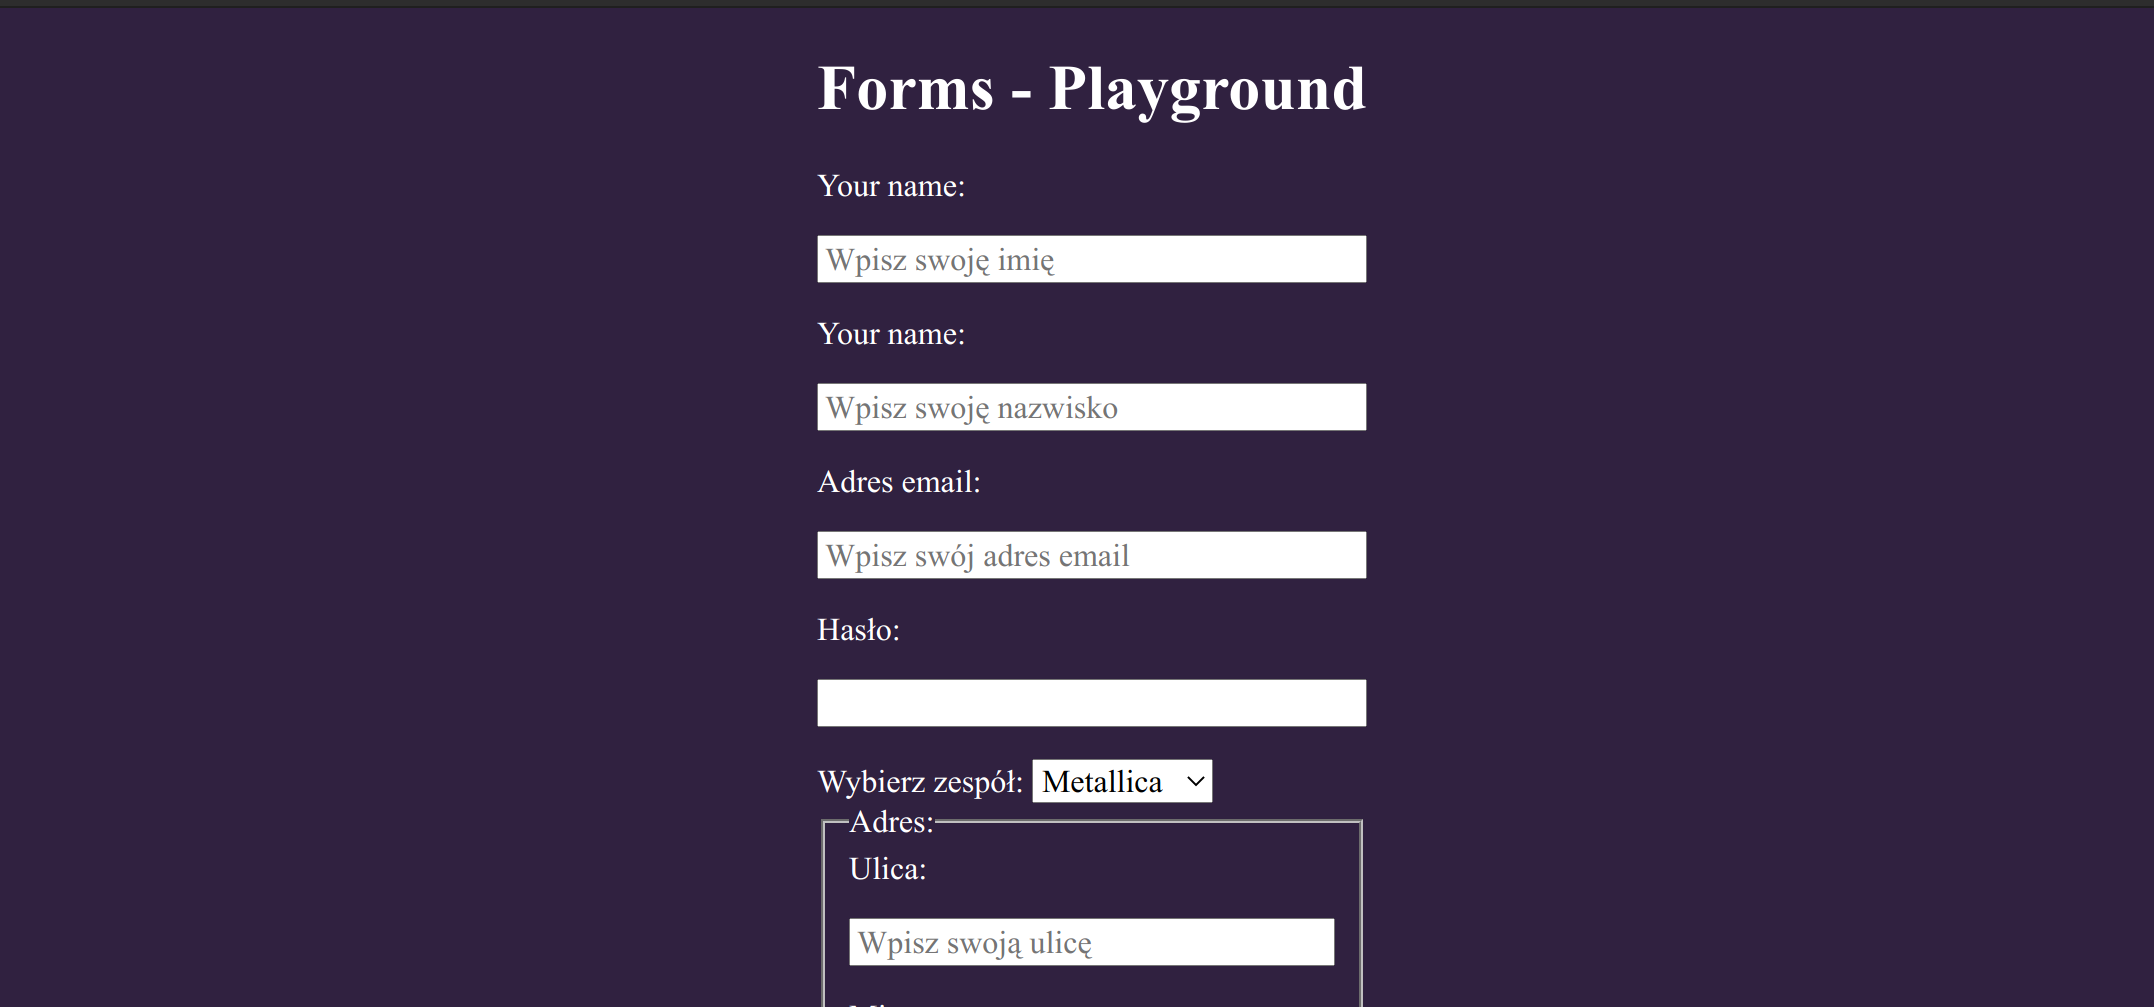 Forms - Playground
Your name:
Wpisz swoję imię
Your name:
Wpisz swoję nazwisko
Adres email:
Wpisz swój adres email
Hasło:
Wybierz zespół: Metallica
Adres:
Ulica:
Wpisz swoją ulicę